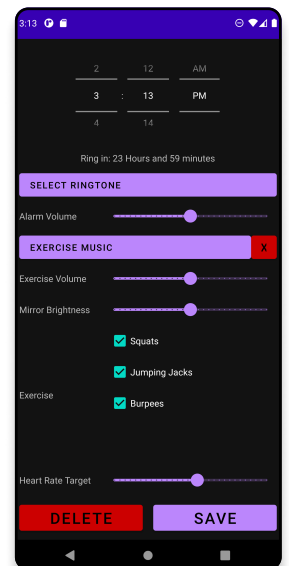 3:13
2 12 AM
3 : 13 PM
4 14
Ring in: 23 Hours and 59 minutes
SELECT RINGTONE
Alarm Volume
EXERCISE MUSIC X
Exercise Volume
Mirror Brightness
Squats
Jumping Jacks
Exercise
Burpees
Heart Rate Target
DELETE SAVE